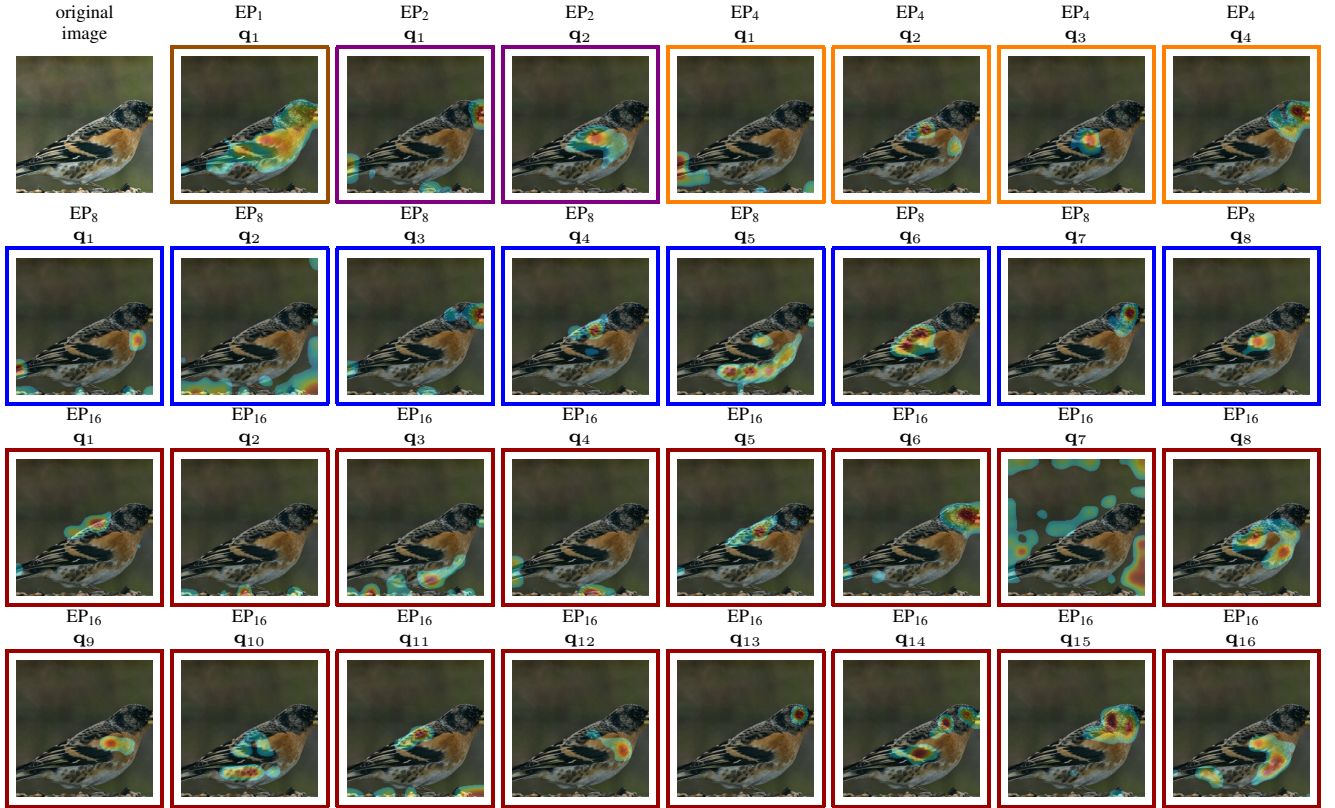 original EP₁ EP₂ EP₂ EP₄ EP₄ EP₄ EP₄
image q₁ q₁ q₂ q₁ q₂ q₃ q₄
EP₈ EP₈ EP₈ EP₈ EP₈ EP₈ EP₈ EP₈
q₁ q₂ q₃ q₄ q₅ q₆ q₇ q₈
EP₁₆ EP₁₆ EP₁₆ EP₁₆ EP₁₆ EP₁₆ EP₁₆ EP₁₆
q₁ q₂ q₃ q₄ q₅ q₆ q₇ q₈
EP₁₆ EP₁₆ EP₁₆ EP₁₆ EP₁₆ EP₁₆ EP₁₆ EP₁₆
q₉ q₁₀ q₁₁ q₁₂ q₁₃ q₁₄ q₁₅ q₁₆